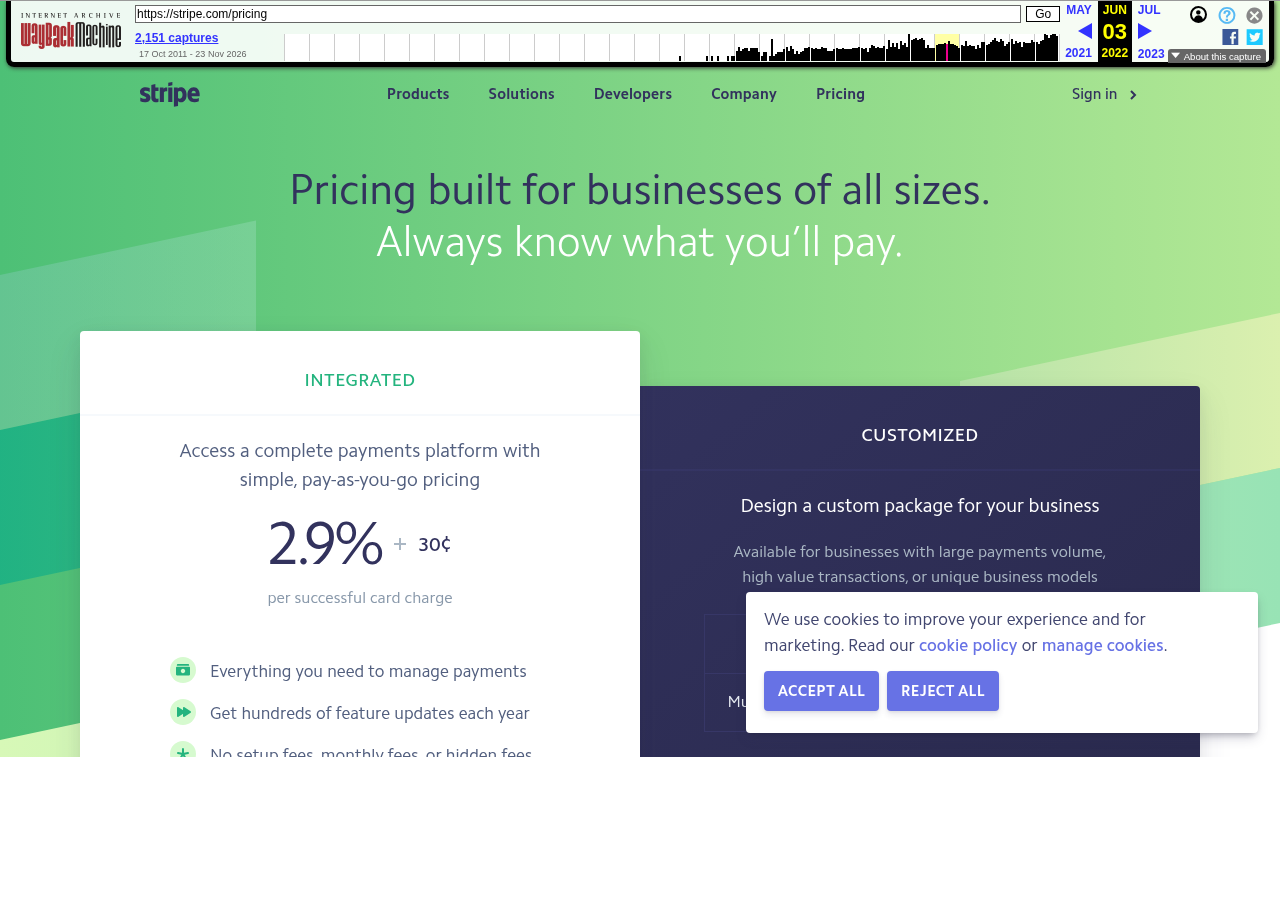 INTERNET ARCHIVE
WayBackMachine
https://stripe.com/pricing
Go
2,151 captures
17 Oct 2011 - 23 Nov 2026
MAY JUN JUL
03
2021 2022 2023
About this capture
stripe
Products Solutions Developers Company Pricing Sign in
Pricing built for businesses of all sizes.
Always know what you’ll pay.
INTEGRATED
Access a complete payments platform with
simple, pay-as-you-go pricing
2.9% + 30¢
per successful card charge
Everything you need to manage payments
Get hundreds of feature updates each year
No setup fees, monthly fees, or hidden fees
CUSTOMIZED
Design a custom package for your business
Available for businesses with large payments volume,
high value transactions, or unique business models
We use cookies to improve your experience and for
marketing. Read our cookie policy or manage cookies.
ACCEPT ALL REJECT ALL